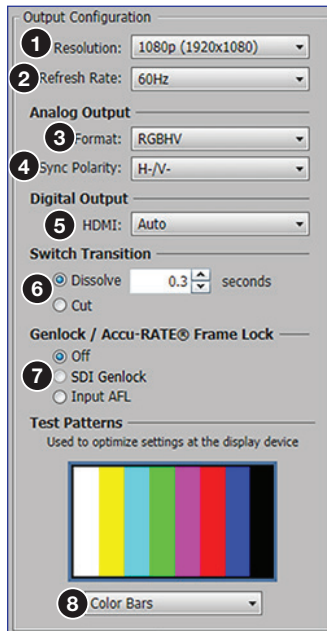 Output Configuration
1 Resolution: 1080p (1920x1080)
2 Refresh Rate: 60Hz
Analog Output
3 Format: RGBHV
4 Sync Polarity: H-/V-
Digital Output
5 HDMI: Auto
Switch Transition
6 Dissolve 0.3 seconds
Cut
Genlock / Accu-RATE® Frame Lock
Off
7 SDI Genlock
Input AFL
Test Patterns
Used to optimize settings at the display device
8 Color Bars